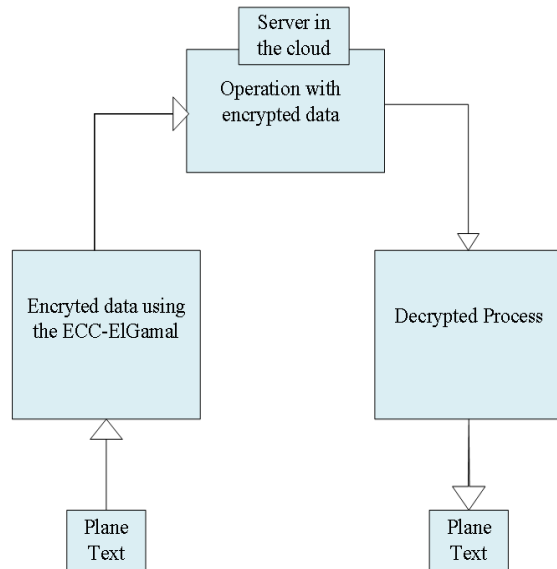 Server in
the cloud
Operation with
encrypted data
Encryted data using
the ECC-ElGamal
Decrypted Process
Plane
Text
Plane
Text